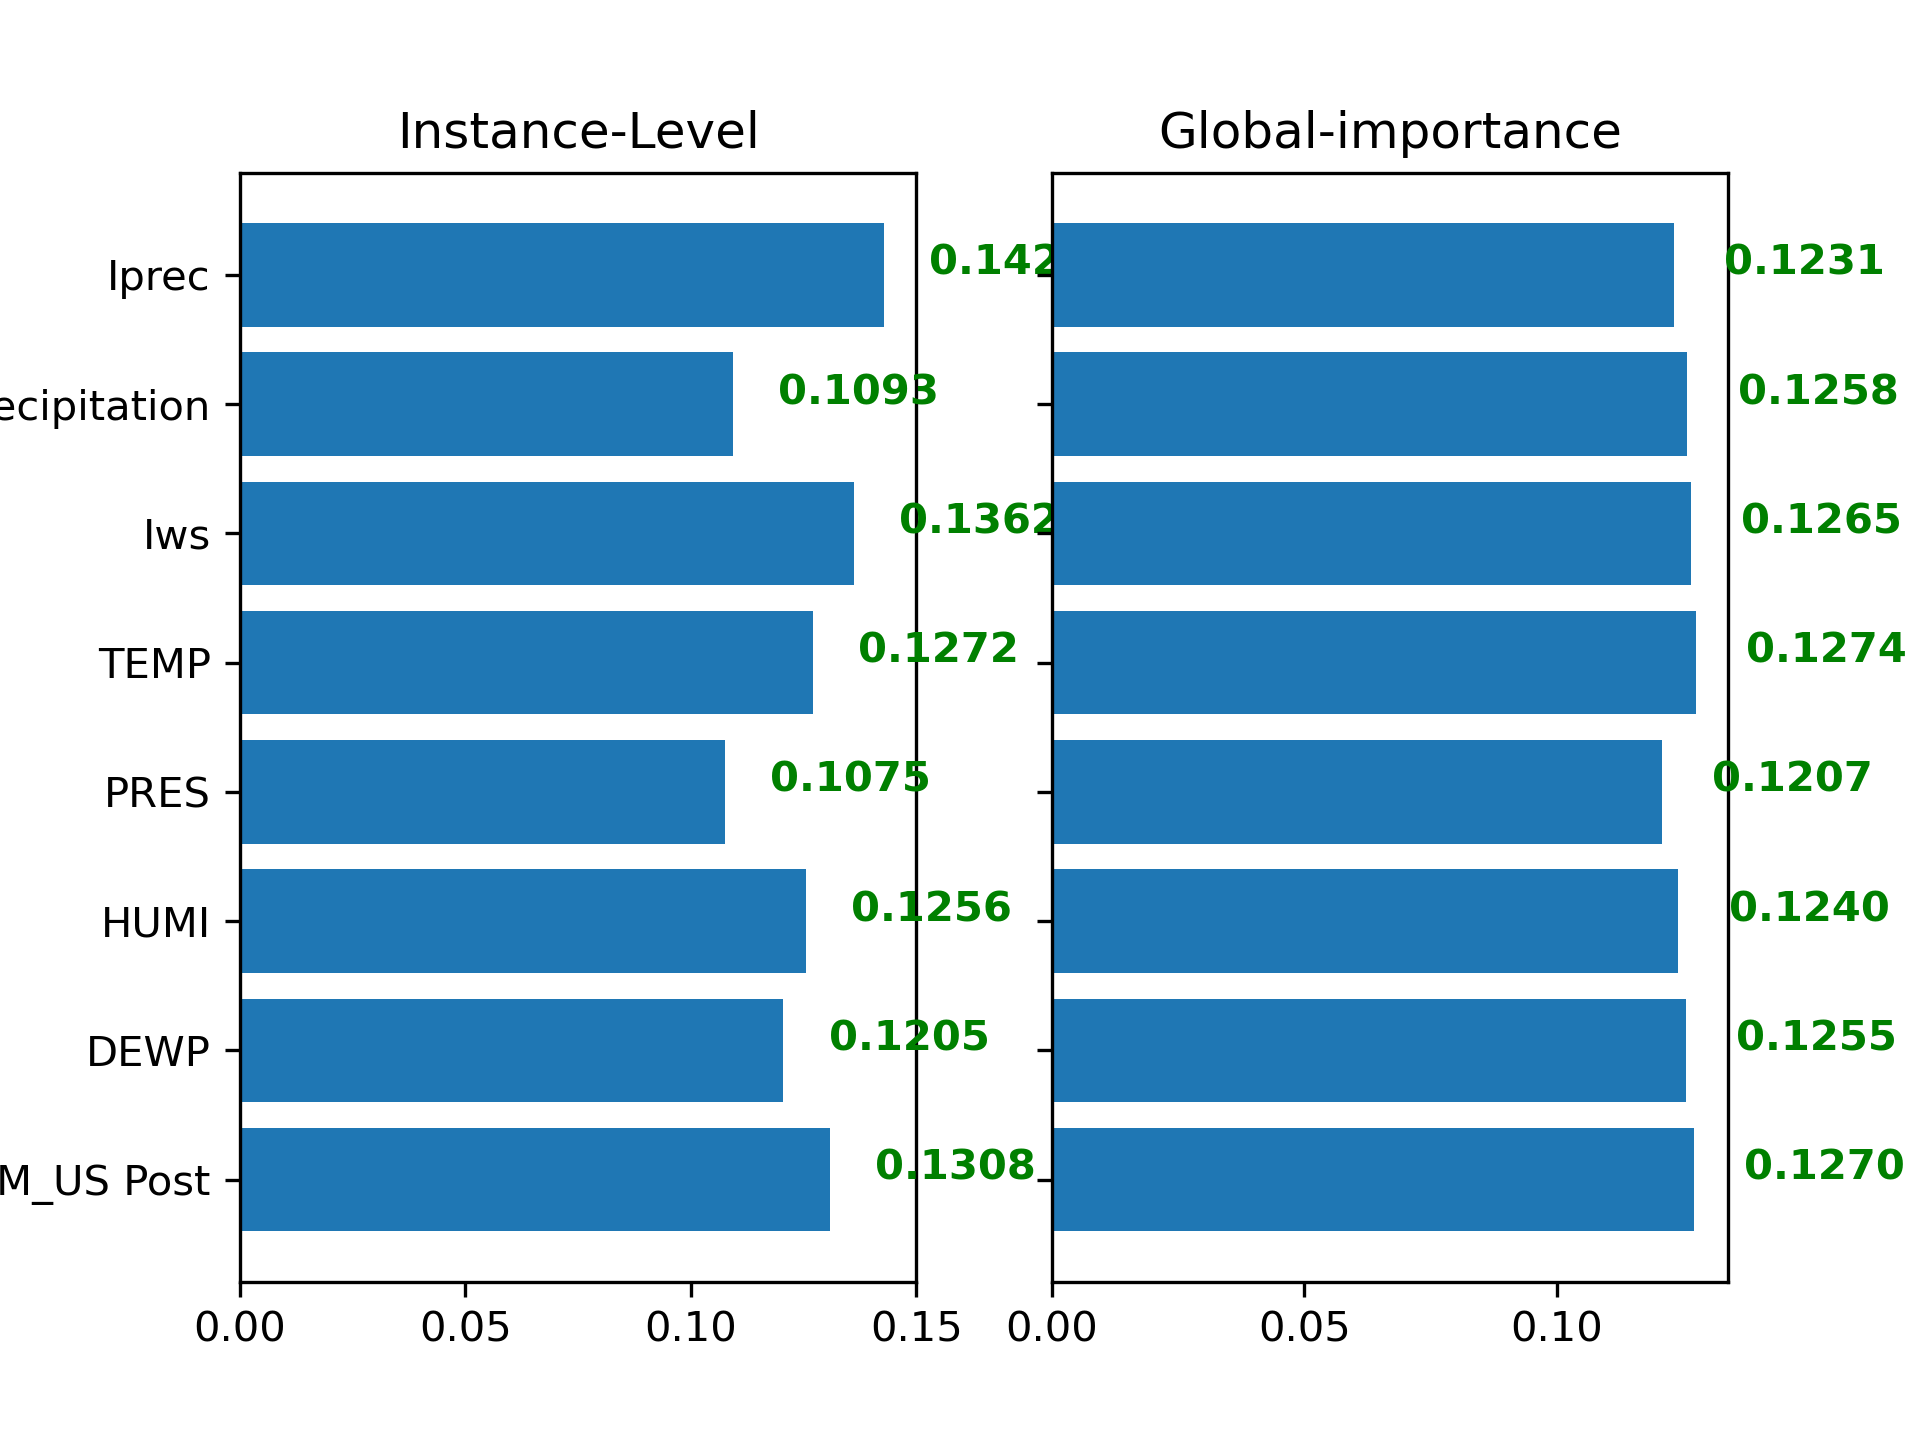 Instance-Level Global-importance
Iprec 0.142 0.1231
ecipitation 0.1093 0.1258
Iws 0.1362 0.1265
TEMP 0.1272 0.1274
PRES 0.1075 0.1207
HUMI 0.1256 0.1240
DEWP 0.1205 0.1255
M_US Post 0.1308 0.1270
0.00 0.05 0.10 0.15 0.00 0.05 0.10